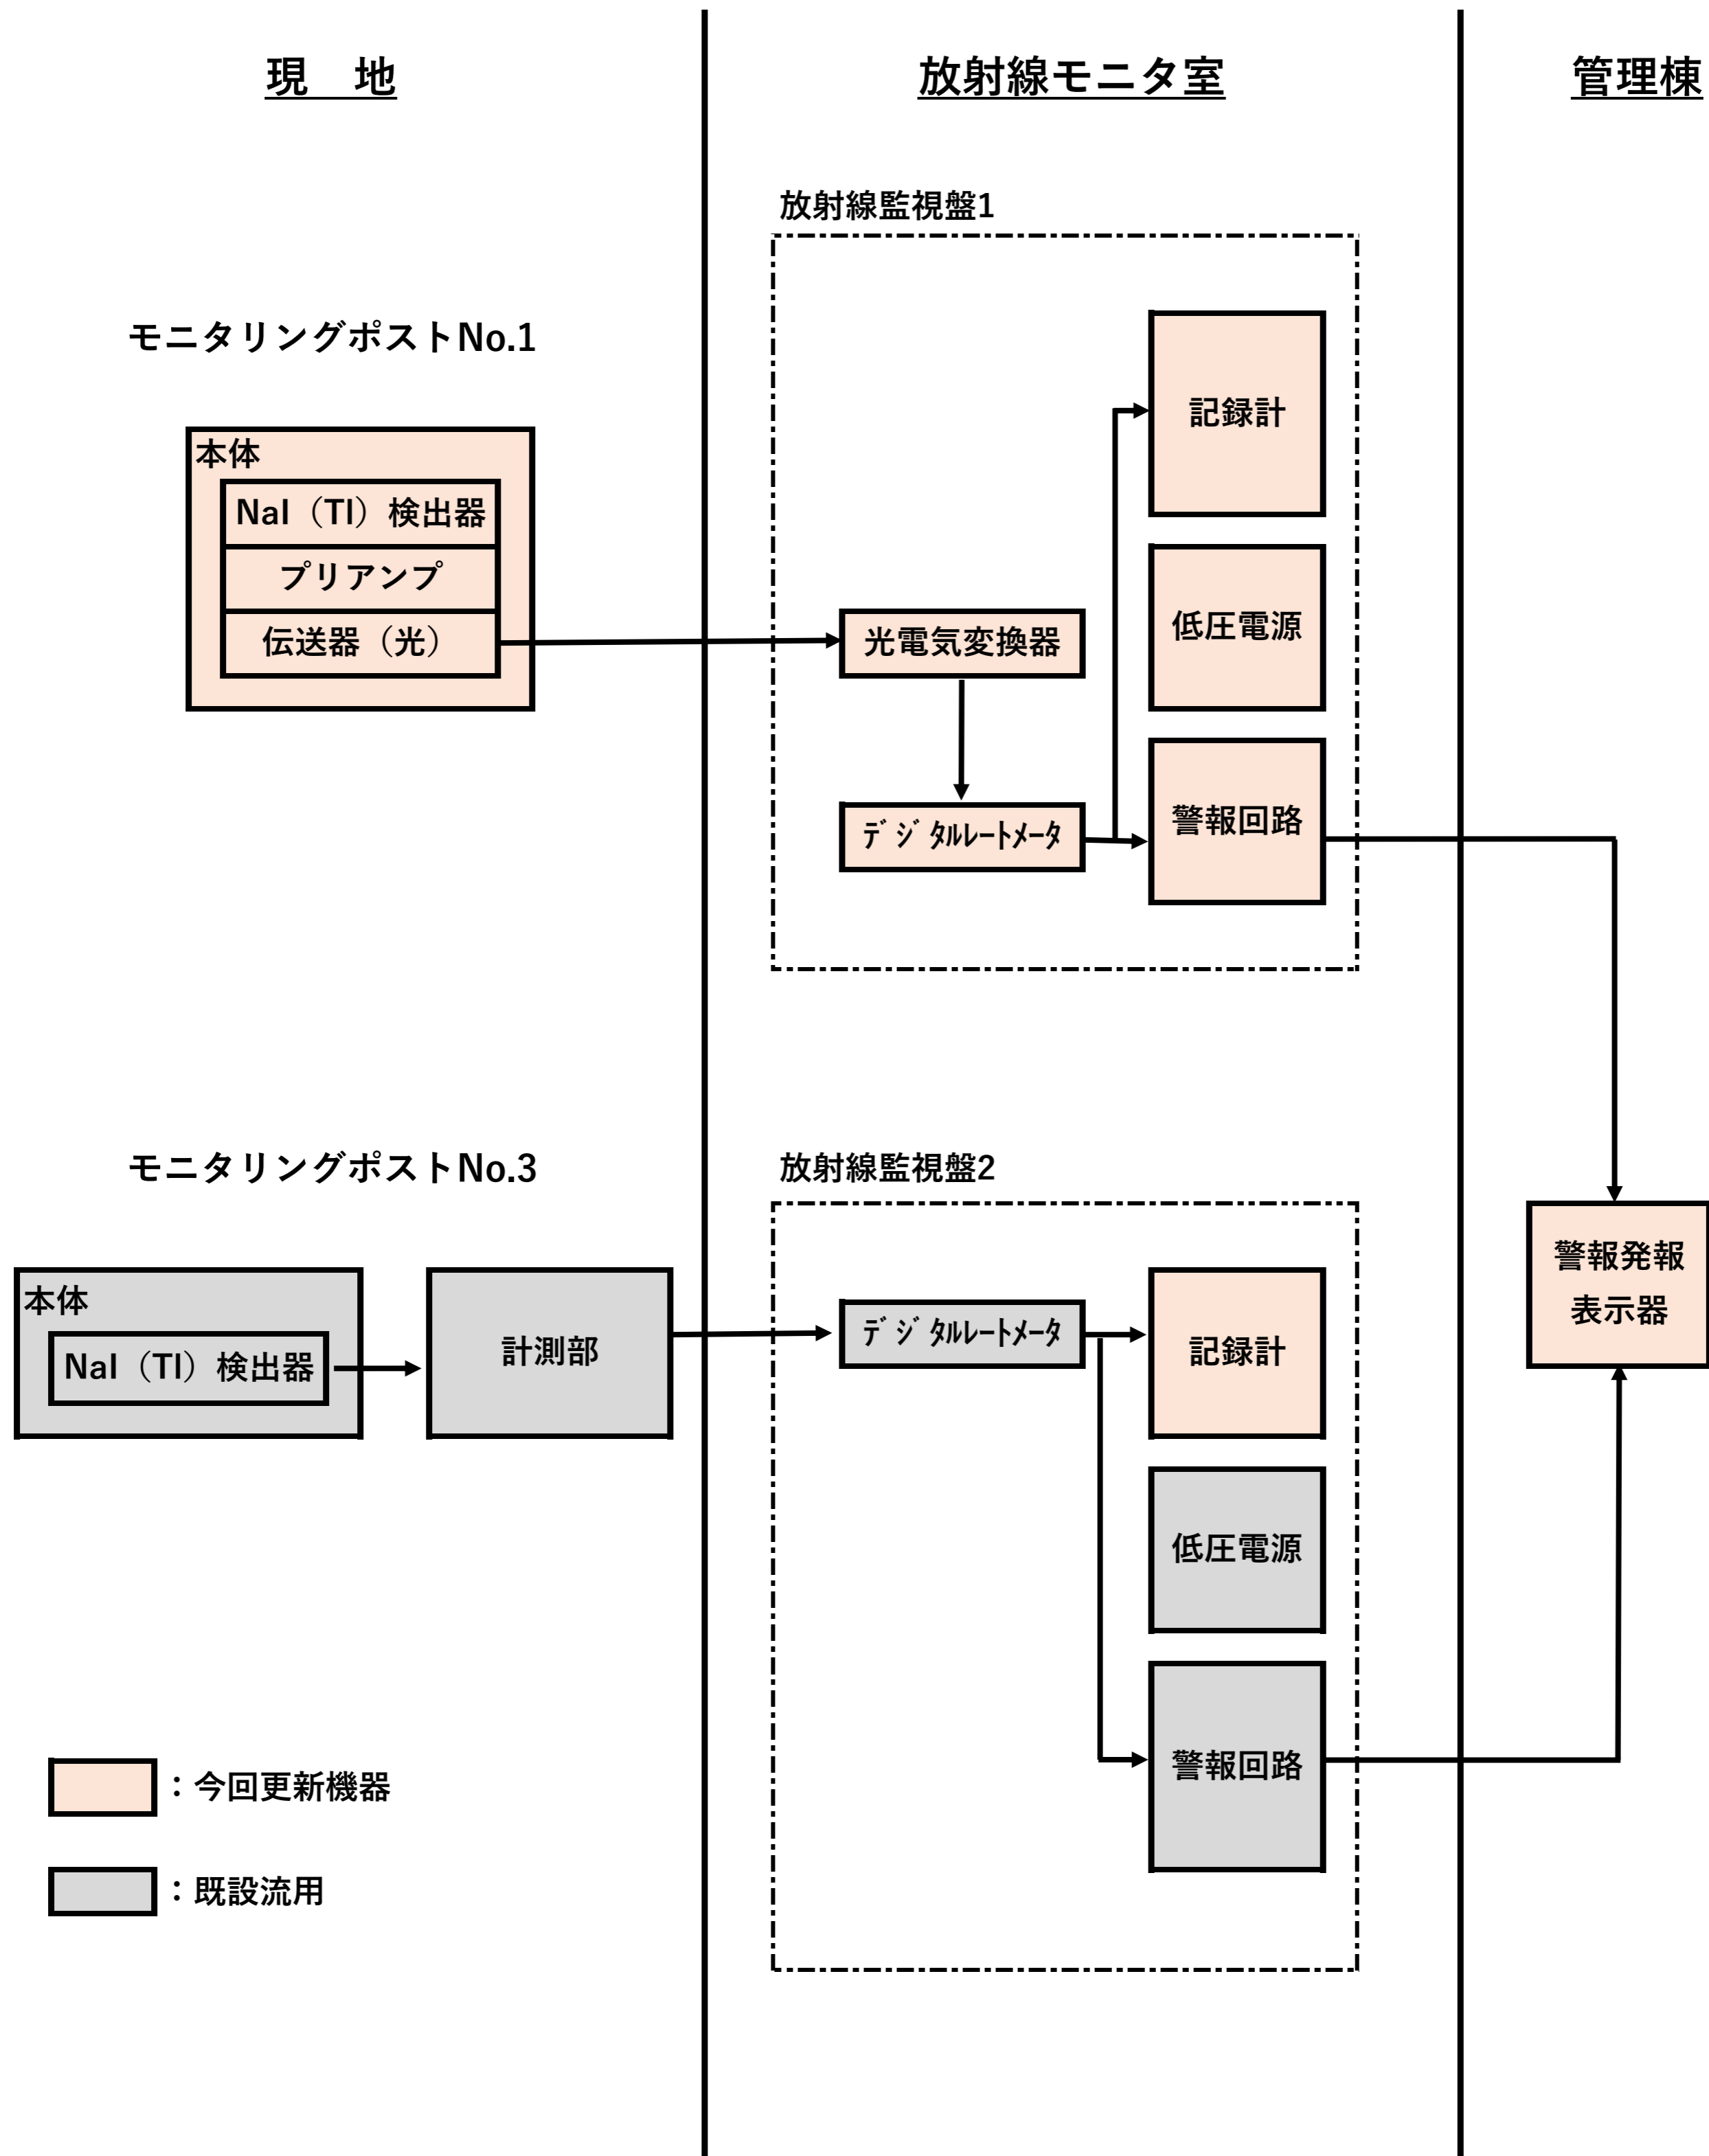 現　地
放射線モニタ室
管理棟
放射線監視盤1
モニタリングポストNo.1
本体
NaI（Tl）検出器
プリアンプ
伝送器（光）
光電気変換器
ﾃﾞｼﾞﾀﾙﾚｰﾄﾒｰﾀ
記録計
低圧電源
警報回路
モニタリングポストNo.3
放射線監視盤2
本体
NaI（Tl）検出器
計測部
ﾃﾞｼﾞﾀﾙﾚｰﾄﾒｰﾀ
記録計
低圧電源
警報回路
警報発報
表示器
：今回更新機器
：既設流用